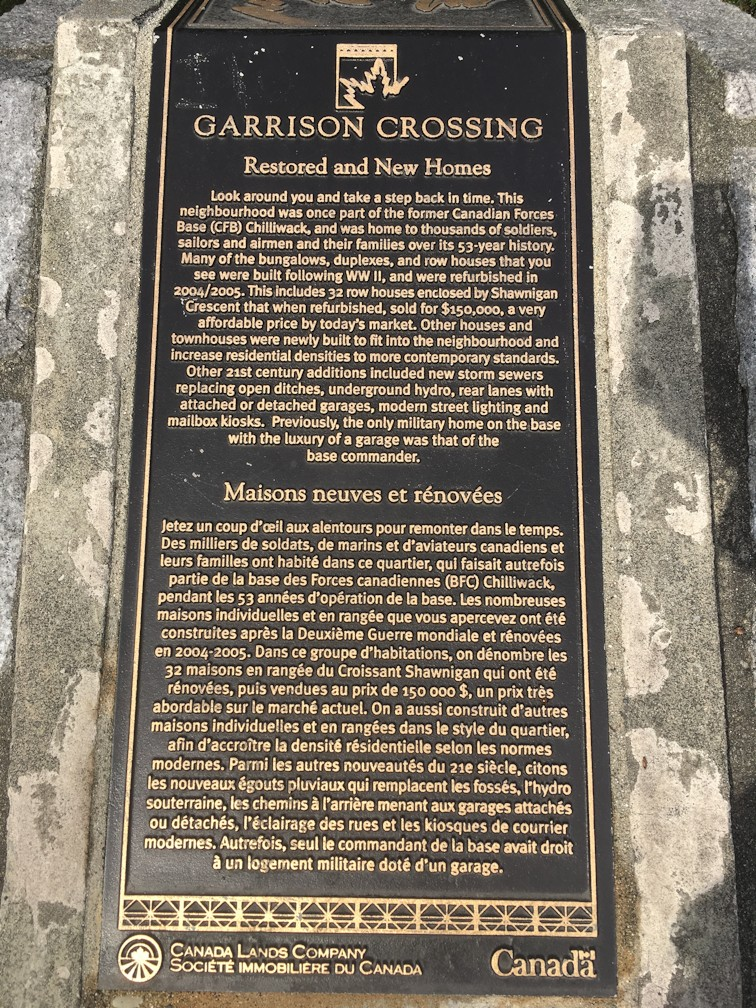 GARRISON CROSSING
Restored and New Homes
Look around you and take a step back in time. This
neighbourhood was once part of the former Canadian Forces
Base (CFB) Chilliwack, and was home to thousands of soldiers,
sailors and airmen and their families over its 53-year history.
Many of the bungalows, duplexes, and row houses that you
see were built following WW II, and were refurbished in
2004/2005. This includes 32 row houses enclosed by Shawnigan
Crescent that when refurbished, sold for $150,000, a very
affordable price by today's market. Other houses and
townhouses were newly built to fit into the neighbourhood and
increase residential densities to more contemporary standards.
Other 21st century additions included new storm sewers
replacing open ditches, underground hydro, rear lanes with
attached or detached garages, modern street lighting and
mailbox kiosks. Previously, the only military home on the base
with the luxury of a garage was that of the
base commander.
Maisons neuves et rénovées
Jetez un coup d'œil aux alentours pour remonter dans le temps.
Des milliers de soldats, de marins et d'aviateurs canadiens et
leurs familles ont habité dans ce quartier, qui faisait autrefois
partie de la base des Forces canadiennes (BFC) Chilliwack,
pendant les 53 années d'opération de la base. Les nombreuses
maisons individuelles et en rangée que vous apercevez ont été
construites après la Deuxième Guerre mondiale et rénovées
en 2004-2005. Dans ce groupe d'habitations, on dénombre les
32 maisons en rangée du Croissant Shawnigan qui ont été
rénovées, puis vendues au prix de 150 000 $, un prix très
abordable sur le marché actuel. On a aussi construit d'autres
maisons individuelles et en rangées dans le style du quartier,
afin d'accroître la densité résidentielle selon les normes
modernes. Parmi les autres nouveautés du 21e siècle, citons
les nouveaux égouts pluviaux qui remplacent les fossés, l'hydro
souterraine, les chemins à l'arrière menant aux garages attachés
ou détachés, l'éclairage des rues et les kiosques de courrier
modernes. Autrefois, seul le commandant de la base avait droit
à un logement militaire doté d'un garage.
CANADA LANDS COMPANY
SOCIÉTÉ IMMOBILIÈRE DU CANADA
Canada